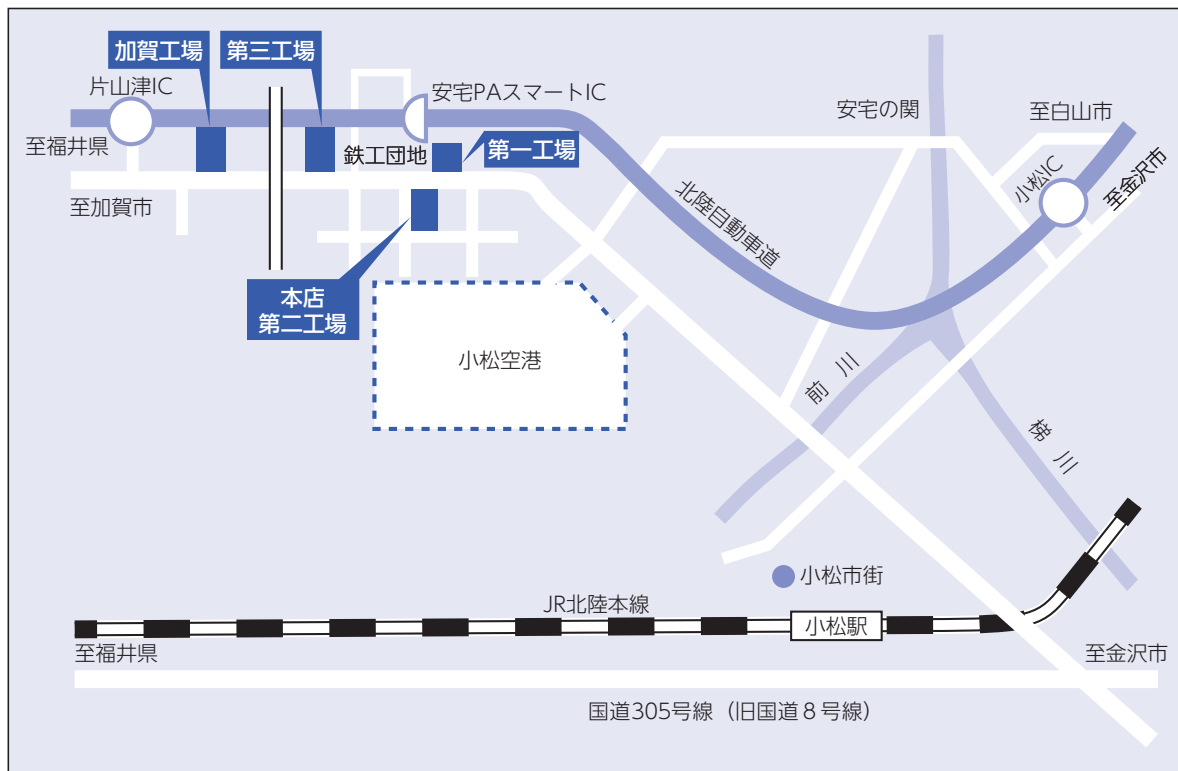 加賀工場
第三工場
片山津IC
安宅PAスマートIC
安宅の関
至白山市
至福井県
鉄工団地
第一工場
小松IC
至金沢市
至加賀市
北陸自動車道
本店
第二工場
小松空港
前川
梯川
小松市街
JR北陸本線
小松駅
至福井県
至金沢市
国道305号線（旧国道８号線）